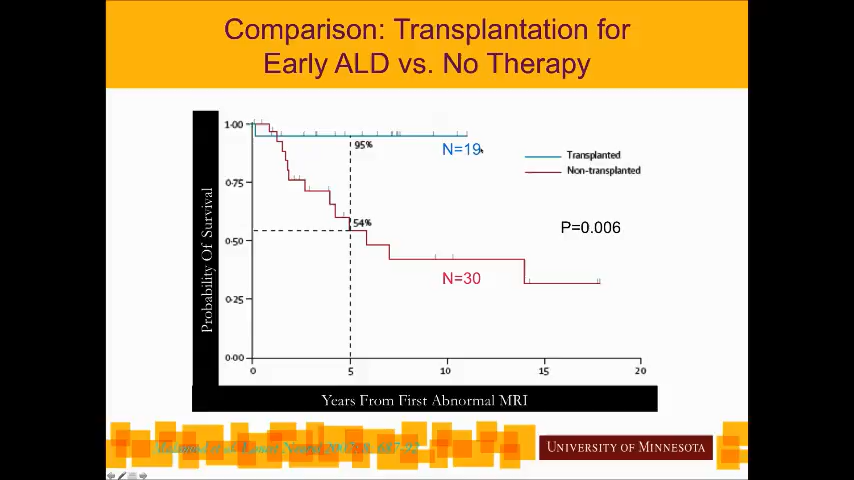 Comparison: Transplantation for
Early ALD vs. No Therapy
1·00
0·75
0·50
0·25
0·00
Probability Of Survival
95%
54%
N=19
N=30
Transplanted
Non-transplanted
P=0.006
0 5 10 15 20
Years From First Abnormal MRI
UNIVERSITY OF MINNESOTA